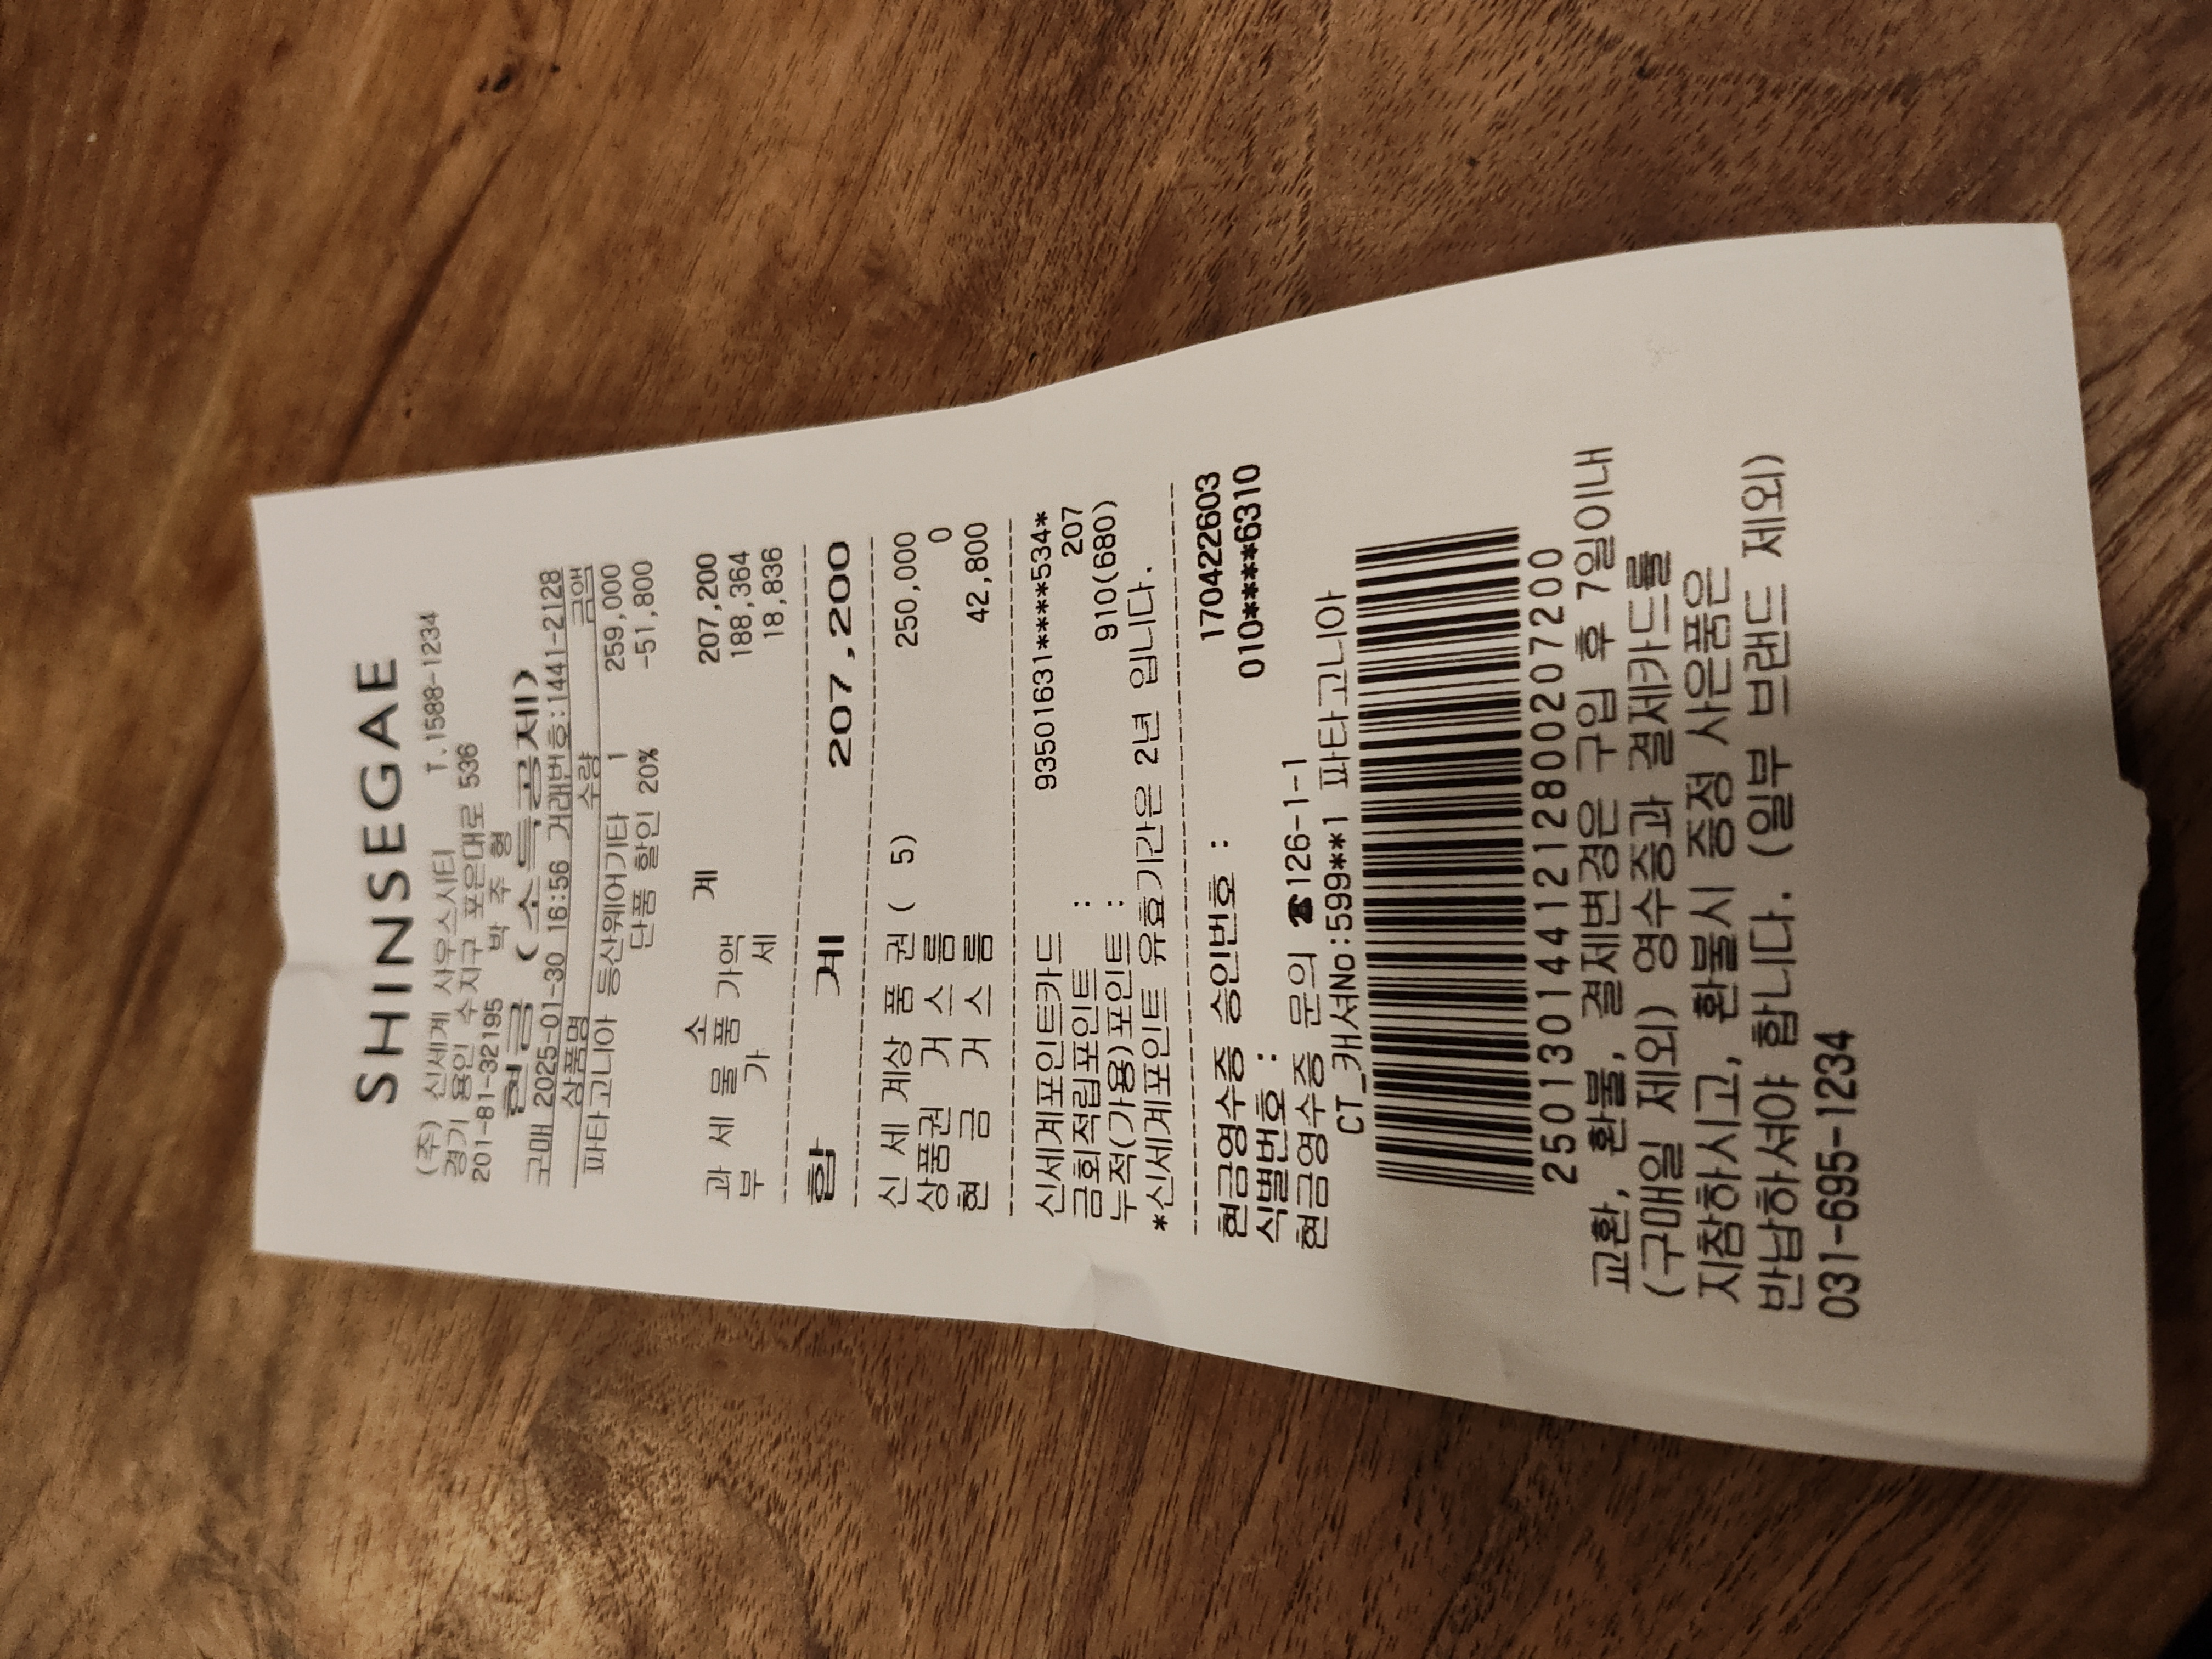 SHINSEGAE
(주) 신세계 사우스시티 T.1588-1234
경기 용인 수지구 포은대로 536
201-81-32195 박 주 형
현금 (소득공제)
구매 2025-01-30 16:56 거래번호:1441-2128
상품명 수량 금액
파타고니아 등산웨어기타 1 259,000
단품 할인 20% -51,800
소 계 207,200
과 세 물 품 가액 188,364
부 가 세 18,836
합 계 207,200
신 세 계상 품 권 ( 5) 250,000
상품권 거 스 름 0
현 금 거 스 름 42,800
신세계포인트카드 93501631****534*
금회적립포인트 : 207
누적(가용)포인트 : 910(680)
*신세계포인트 유효기간은 2년 입니다.
현금영수증 승인번호 : 170422603
식별번호 : 010****6310
현금영수증 문의 ☎126-1-1
CT_캐셔No:599**1 파타고니아
2501301441212800207200
교환, 환불, 결제변경은 구입 후 7일이내
(구매일 제외) 영수증과 결제카드를
지참하시고, 환불시 증정 사은품은
반납하셔야 합니다. (일부 브랜드 제외)
031-695-1234